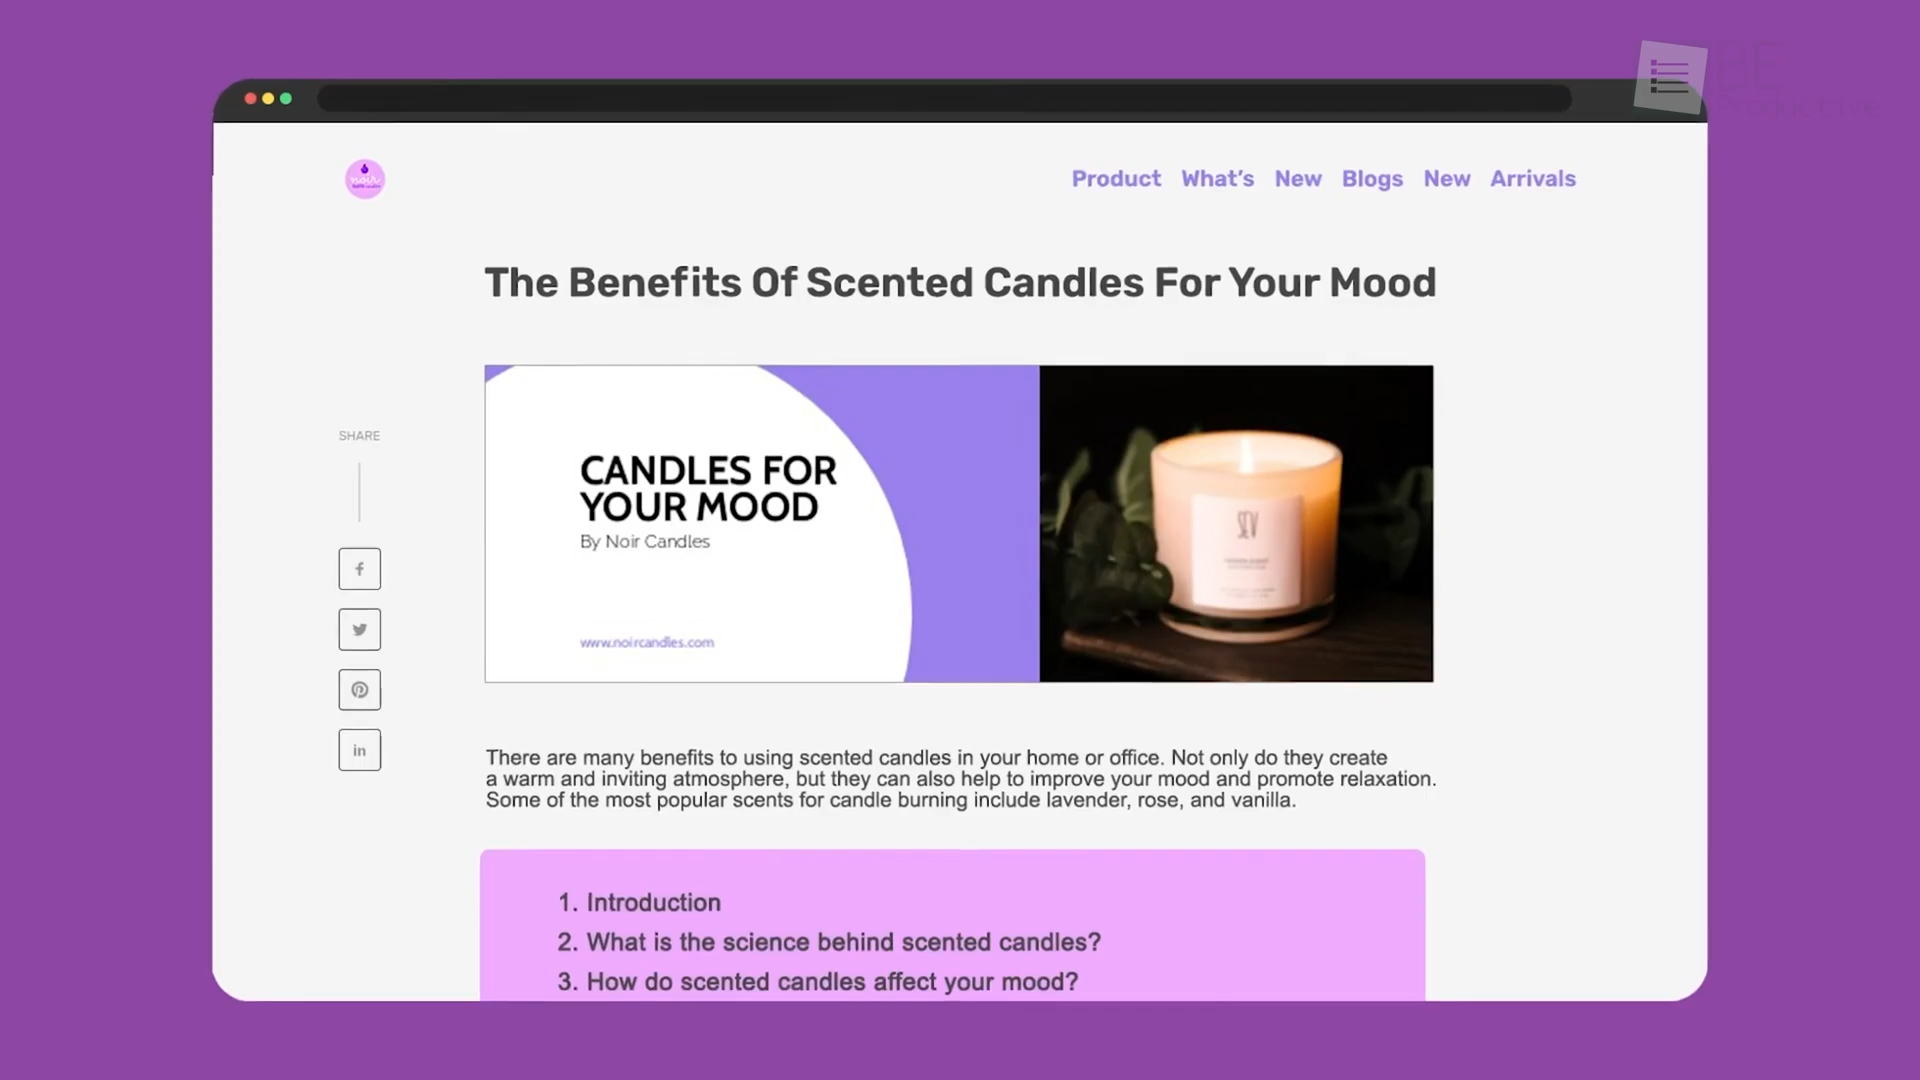 BE
Productive
noir
Product What's New Blogs New Arrivals
The Benefits Of Scented Candles For Your Mood
CANDLES FOR
YOUR MOOD
By Noir Candles
www.noircandles.com
SEV
SHARE
in
There are many benefits to using scented candles in your home or office. Not only do they create
a warm and inviting atmosphere, but they can also help to improve your mood and promote relaxation.
Some of the most popular scents for candle burning include lavender, rose, and vanilla.
1. Introduction
2. What is the science behind scented candles?
3. How do scented candles affect your mood?